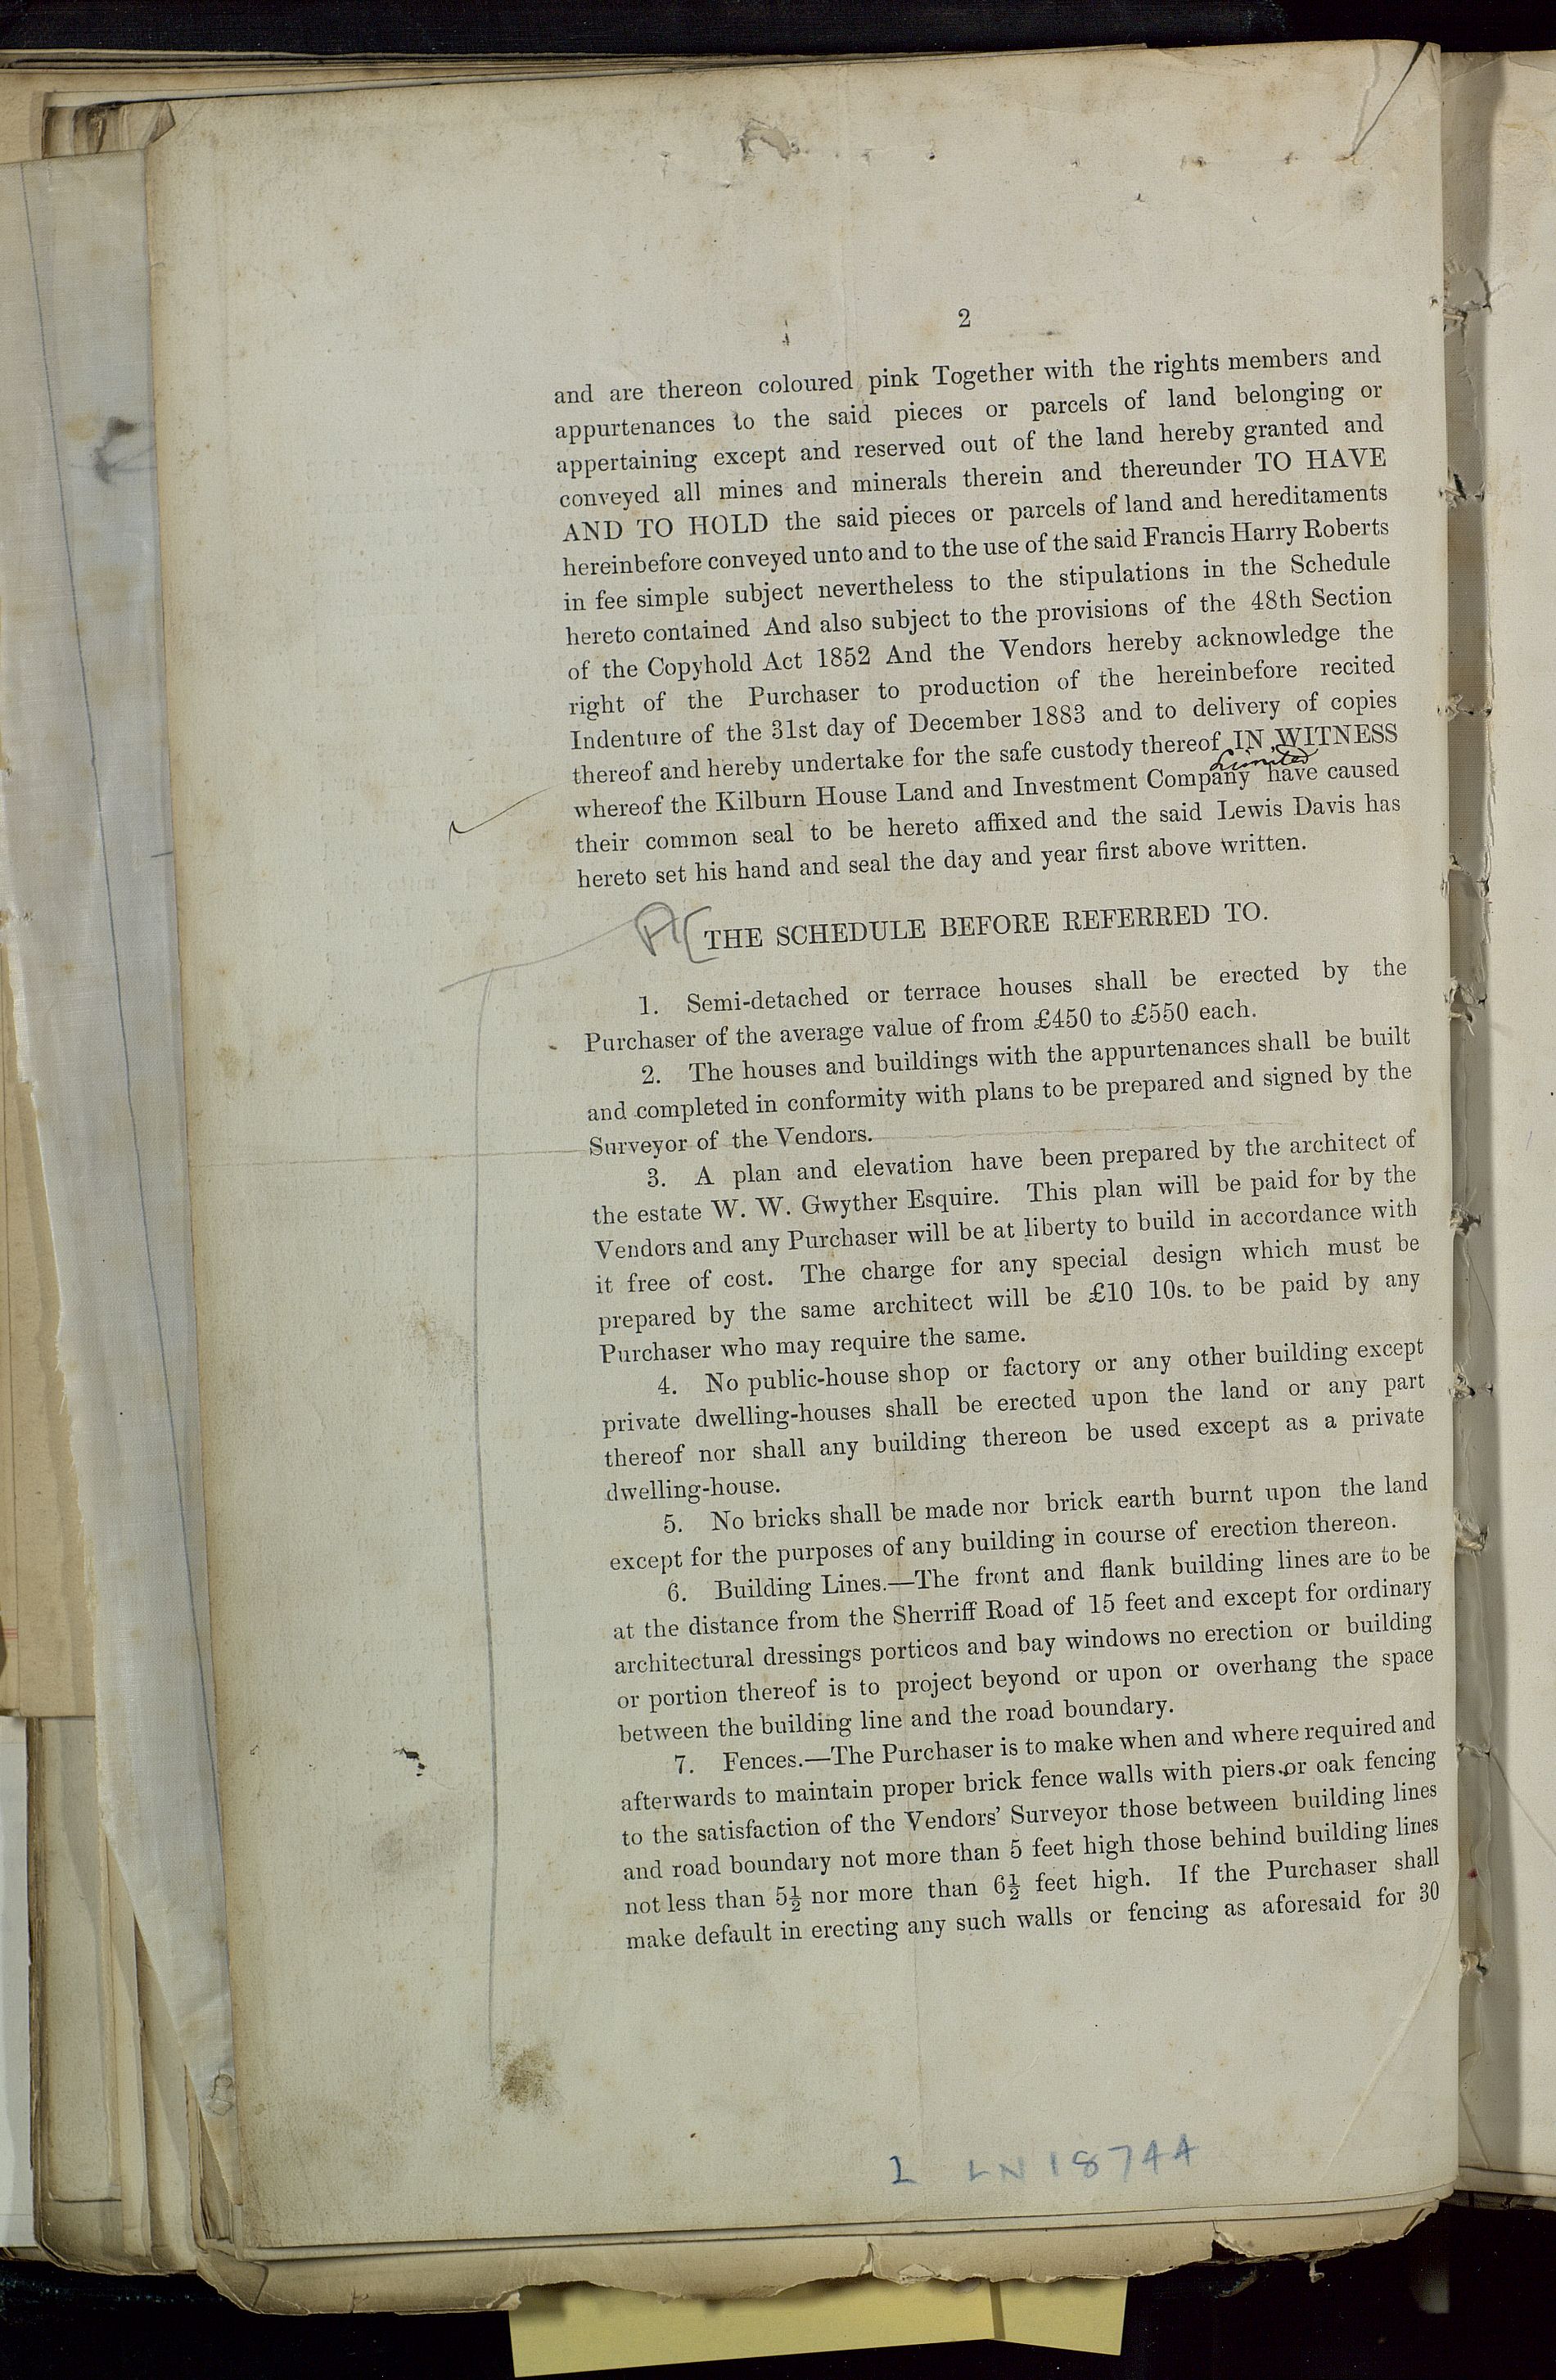 2
and are thereon coloured pink Together with the rights members and
appurtenances to the said pieces or parcels of land belonging or
appertaining except and reserved out of the land hereby granted and
conveyed all mines and minerals therein and thereunder TO HAVE
AND TO HOLD the said pieces or parcels of land and hereditaments
hereinbefore conveyed unto and to the use of the said Francis Harry Roberts
in fee simple subject nevertheless to the stipulations in the Schedule
hereto contained And also subject to the provisions of the 48th Section
of the Copyhold Act 1852 And the Vendors hereby acknowledge the
right of the Purchaser to production of the hereinbefore recited
Indenture of the 31st day of December 1883 and to delivery of copies
thereof and hereby undertake for the safe custody thereof IN WITNESS
Limited
whereof the Kilburn House Land and Investment Company have caused
their common seal to be hereto affixed and the said Lewis Davis has
hereto set his hand and seal the day and year first above written.
A[ THE SCHEDULE BEFORE REFERRED TO.
1. Semi-detached or terrace houses shall be erected by the
Purchaser of the average value of from £450 to £550 each.
2. The houses and buildings with the appurtenances shall be built
and completed in conformity with plans to be prepared and signed by the
Surveyor of the Vendors.
3. A plan and elevation have been prepared by the architect of
the estate W. W. Gwyther Esquire. This plan will be paid for by the
Vendors and any Purchaser will be at liberty to build in accordance with
it free of cost. The charge for any special design which must be
prepared by the same architect will be £10 10s. to be paid by any
Purchaser who may require the same.
4. No public-house shop or factory or any other building except
private dwelling-houses shall be erected upon the land or any part
thereof nor shall any building thereon be used except as a private
dwelling-house.
5. No bricks shall be made nor brick earth burnt upon the land
except for the purposes of any building in course of erection thereon.
6. Building Lines.—The front and flank building lines are to be
at the distance from the Sherriff Road of 15 feet and except for ordinary
architectural dressings porticos and bay windows no erection or building
or portion thereof is to project beyond or upon or overhang the space
between the building line and the road boundary.
7. Fences.—The Purchaser is to make when and where required and
afterwards to maintain proper brick fence walls with piers or oak fencing
to the satisfaction of the Vendors' Surveyor those between building lines
and road boundary not more than 5 feet high those behind building lines
not less than 5½ nor more than 6½ feet high. If the Purchaser shall
make default in erecting any such walls or fencing as aforesaid for 30
2 LN18744